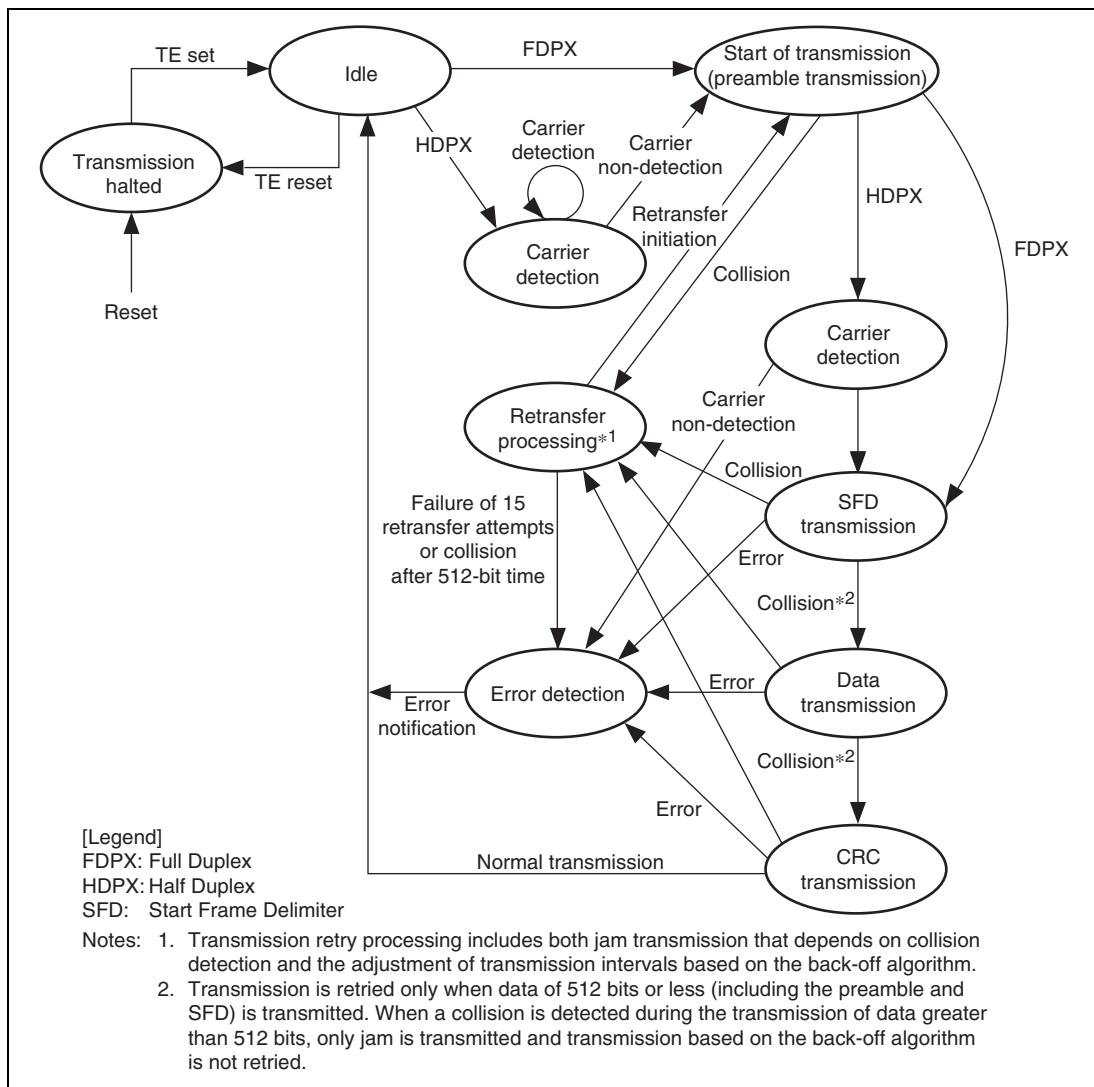 TE set
Idle
FDPX
Start of transmission
(preamble transmission)
Transmission
halted
TE reset
HDPX
Carrier
detection
Carrier
non-detection
Reset
Carrier
detection
Retransfer
initiation
Collision
HDPX
FDPX
Carrier
detection
Retransfer
processing*1
Carrier
non-detection
Collision
SFD
transmission
Failure of 15
retransfer attempts
or collision
after 512-bit time
Error
Collision*2
Error detection
Error
Data
transmission
Error
notification
Collision*2
Error
Normal transmission
CRC
transmission
[Legend]
FDPX: Full Duplex
HDPX: Half Duplex
SFD: Start Frame Delimiter
Notes: 1. Transmission retry processing includes both jam transmission that depends on collision
detection and the adjustment of transmission intervals based on the back-off algorithm.
2. Transmission is retried only when data of 512 bits or less (including the preamble and
SFD) is transmitted. When a collision is detected during the transmission of data greater
than 512 bits, only jam is transmitted and transmission based on the back-off algorithm
is not retried.